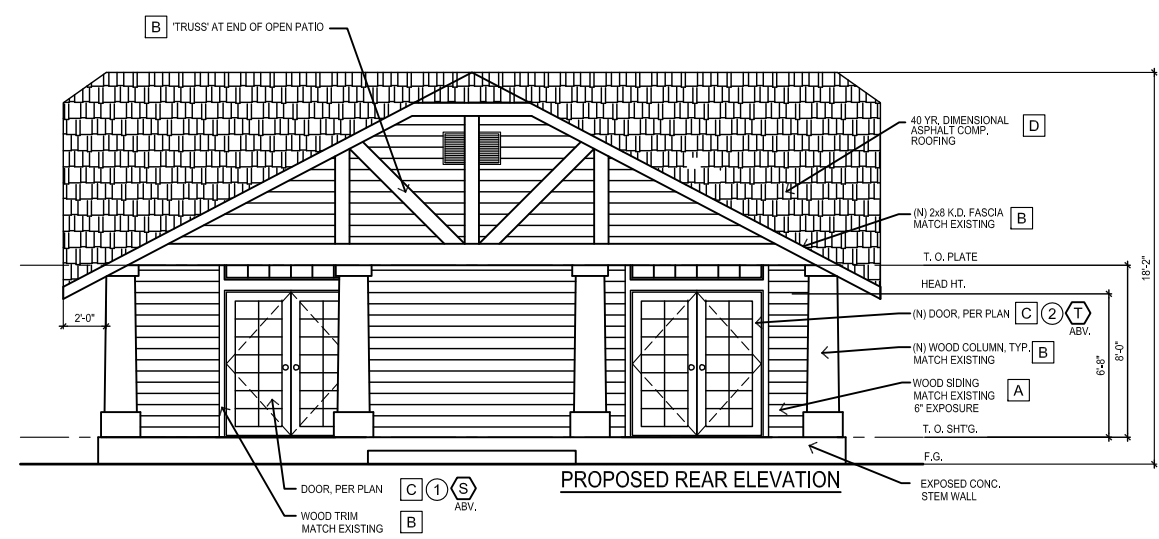 B 'TRUSS' AT END OF OPEN PATIO
40 YR, DIMENSIONAL
ASPHALT COMP.
ROOFING
D
(N) 2x8 K.D. FASCIA
MATCH EXISTING
B
T. O. PLATE
HEAD HT.
18'-2"
2'-0"
(N) DOOR, PER PLAN C 2 T
ABV.
(N) WOOD COLUMN, TYP.
MATCH EXISTING
B
6'-8"
8'-0"
WOOD SIDING
MATCH EXISTING
6" EXPOSURE
A
T. O. SHT'G.
F.G.
PROPOSED REAR ELEVATION
EXPOSED CONC.
STEM WALL
DOOR, PER PLAN C 1 S
ABV.
WOOD TRIM
MATCH EXISTING
B